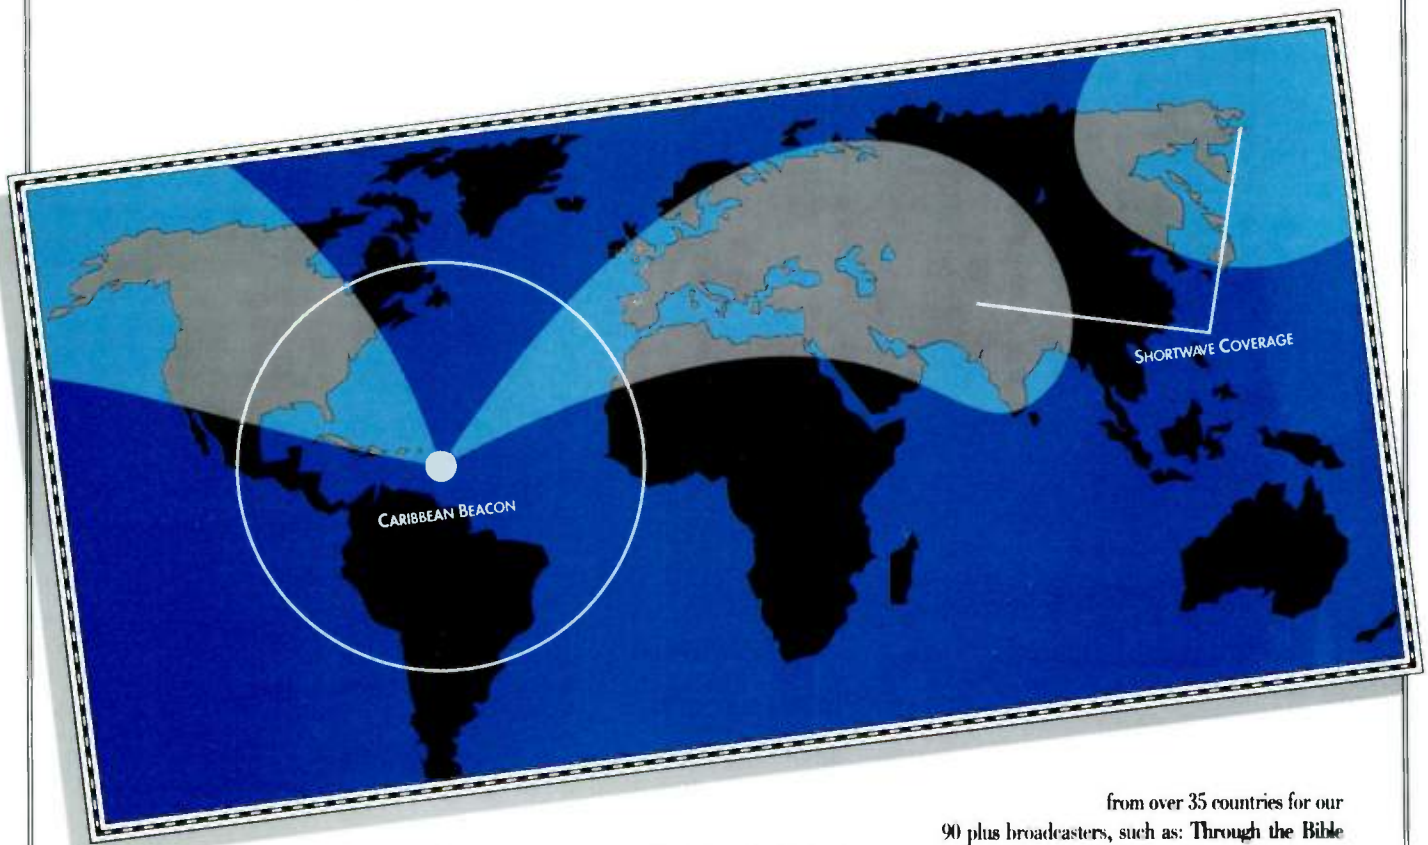 SHORTWAVE COVERAGE
CARIBBEAN BEACON
from over 35 countries for our
90 plus broadcasters, such as: Through the Bible